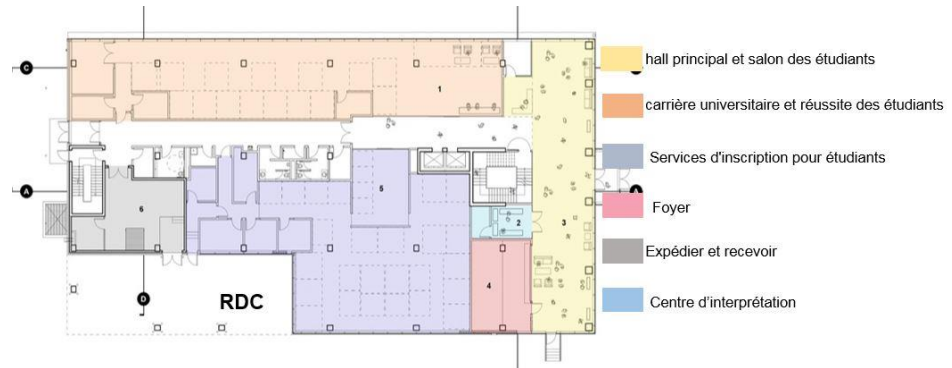 C
1
hall principal et salon des étudiants
carrière universitaire et réussite des étudiants
Services d'inscription pour étudiants
A
6
5
2
3
Foyer
Expédier et recevoir
4
D
RDC
Centre d'interprétation